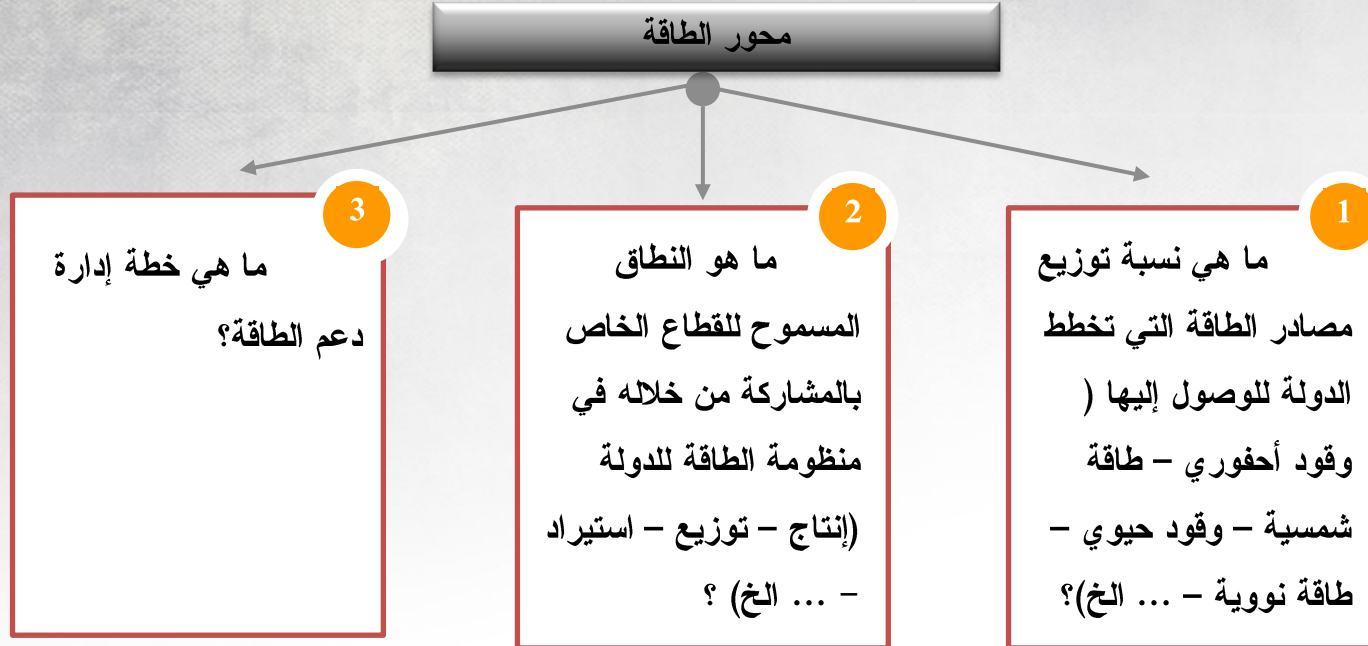 محور الطاقة
1
ما هي نسبة توزيع
مصادر الطاقة التي تخطط
الدولة للوصول إليها (
وقود أحفوري – طاقة
شمسية – وقود حيوي –
طاقة نووية – ... الخ)؟
2
ما هو النطاق
المسموح للقطاع الخاص
بالمشاركة من خلاله في
منظومة الطاقة للدولة
(إنتاج – توزيع – استيراد
– ... الخ) ؟
3
ما هي خطة إدارة
دعم الطاقة؟